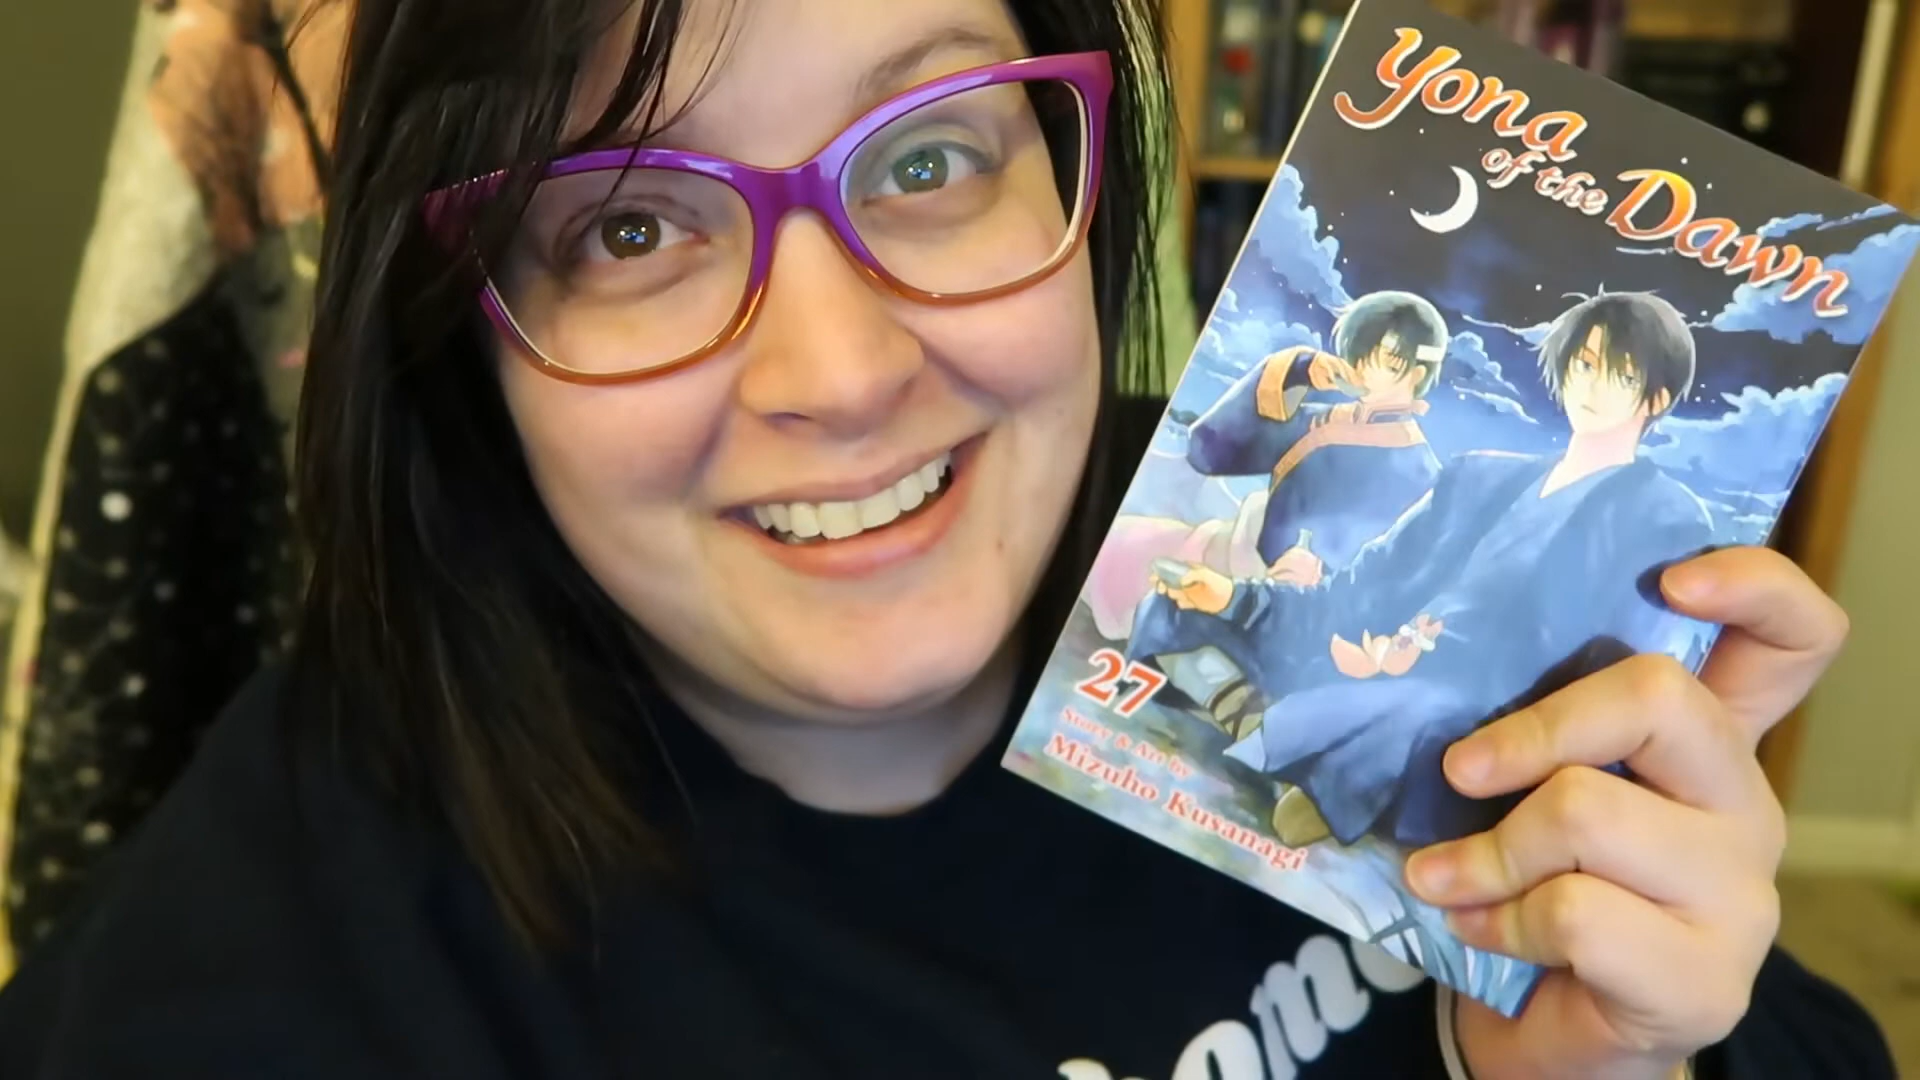 Yona
of the
Dawn
27
Story & Art by
Mizuho Kusanagi